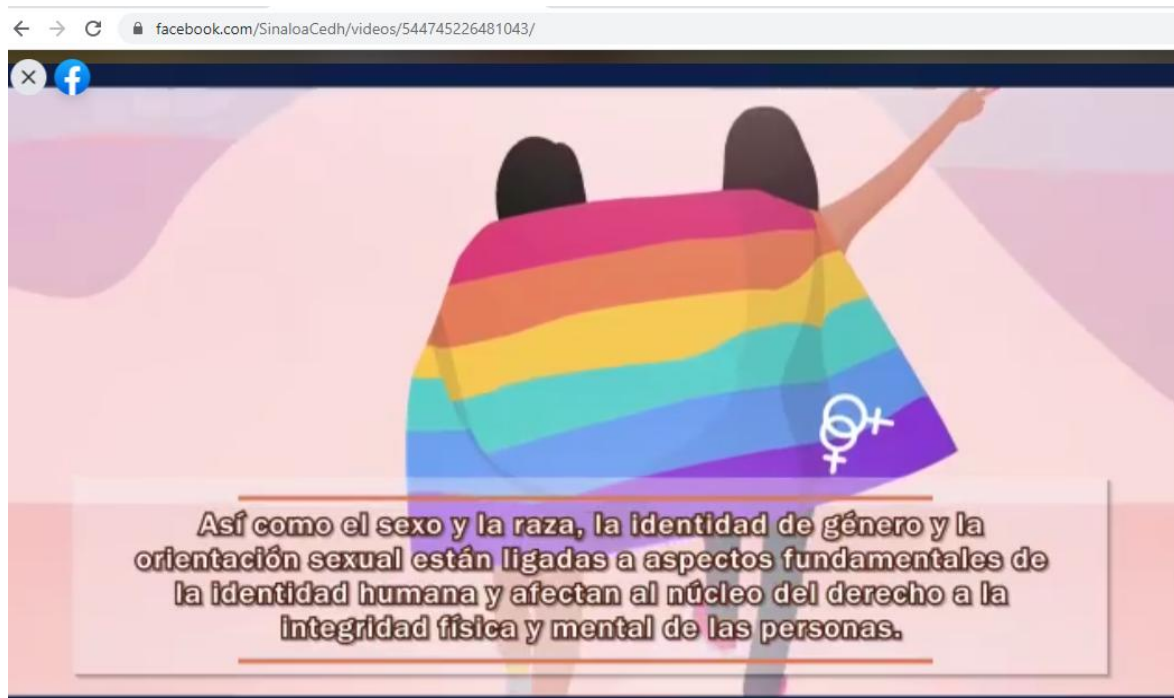 facebook.com/SinaloaCedh/videos/544745226481043/
Así como el sexo y la raza, la identidad de género y la
orientación sexual están ligadas a aspectos fundamentales de
la identidad humana y afectan al núcleo del derecho a la
integridad física y mental de las personas.